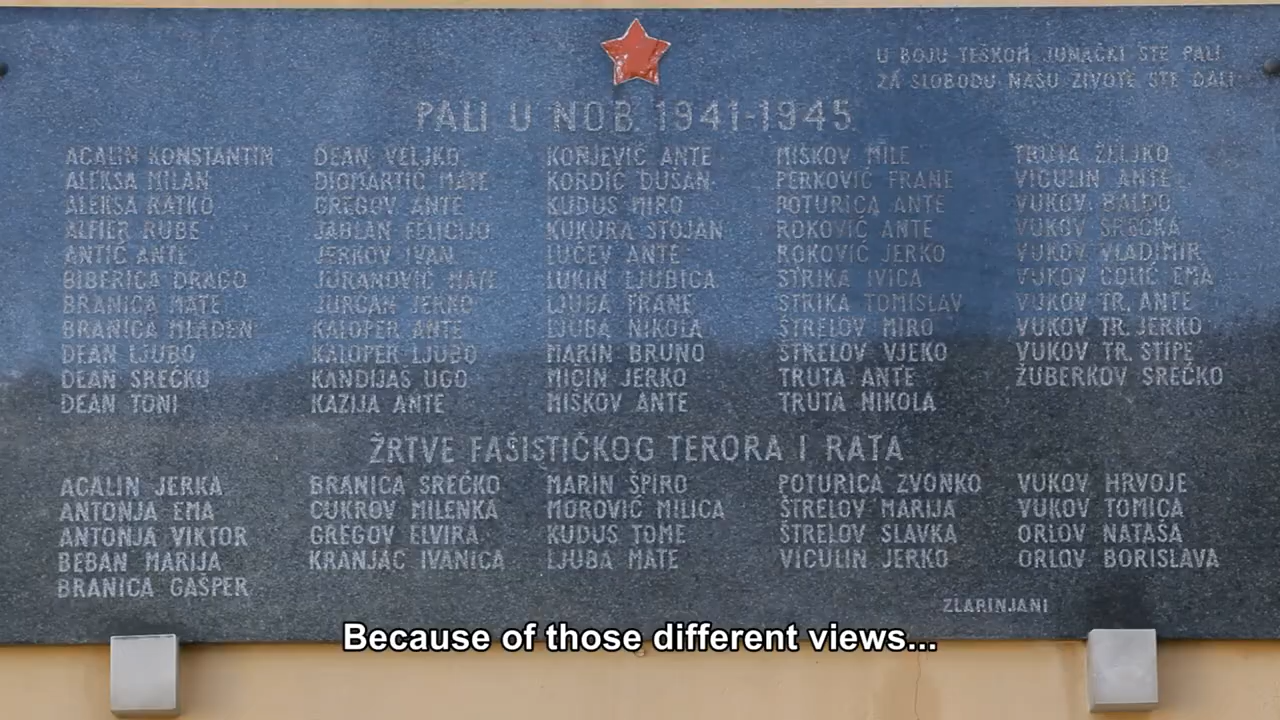 U BOJU TEŠKOM JUNAČKI STE PALI
ZA SLOBODU NAŠU ŽIVOTE STE DALI
PALI U NOB. 1941-1945
ACALIN KONSTANTIN
ALEKSA MILAN
ALEKSA RATKO
ALFIER RUBE
ANTIĆ ANTE
BIBERICA DRAGO
BRANICA MATE
BRANICA MLADEN
DEAN LJUBO
DEAN SREĆKO
DEAN TONI
DEAN VELJKO
DIOMARTIĆ MATE
GREGOV ANTE
JABLAN FELICIJO
JERKOV IVAN
JURANOVIĆ MATE
JURCAN JERKO
KALOPER ANTE
KALOPER LJUBO
KANDIJAŠ UGO
KAZIJA ANTE
KONJEVIĆ ANTE
KORDIĆ DUŠAN
KUDUS MIRO
KUKURA STOJAN
LUČEV ANTE
LUKIN LJUBICA
LJUBA FRANE
LJUBA NIKOLA
MARIN BRUNO
MIČIN JERKO
MIŠKOV ANTE
MIŠKOV MILE
PERKOVIĆ FRANE
POTURICA ANTE
ROKOVIĆ ANTE
ROKOVIĆ JERKO
STRIKA IVICA
STRIKA TOMISLAV
ŠTRELOV MIRO
ŠTRELOV VJEKO
TRUTA ANTE
TRUTA NIKOLA
TRUTA ŽELJKO
VICULIN ANTE
VUKOV BALDO
VUKOV SREĆKA
VUKOV VLADIMIR
VUKOV COLIĆ EMA
VUKOV TR. ANTE
VUKOV TR. JERKO
VUKOV TR. STIPE
ŽUBERKOV SREĆKO
ŽRTVE FAŠISTIČKOG TERORA I RATA
ACALIN JERKA
ANTONJA EMA
ANTONJA VIKTOR
BEBAN MARIJA
BRANICA GAŠPER
BRANICA SREĆKO
CUKROV MILENKA
GREGOV ELVIRA
KRANJAC IVANICA
MARIN ŠPIRO
MOROVIĆ MILICA
KUDUS TOME
LJUBA MATE
POTURICA ZVONKO
ŠTRELOV MARIJA
ŠTRELOV SLAVKA
VICULIN JERKO
VUKOV HRVOJE
VUKOV TOMICA
ORLOV NATAŠA
ORLOV BORISLAVA
ZLARINJANI
Because of those different views...